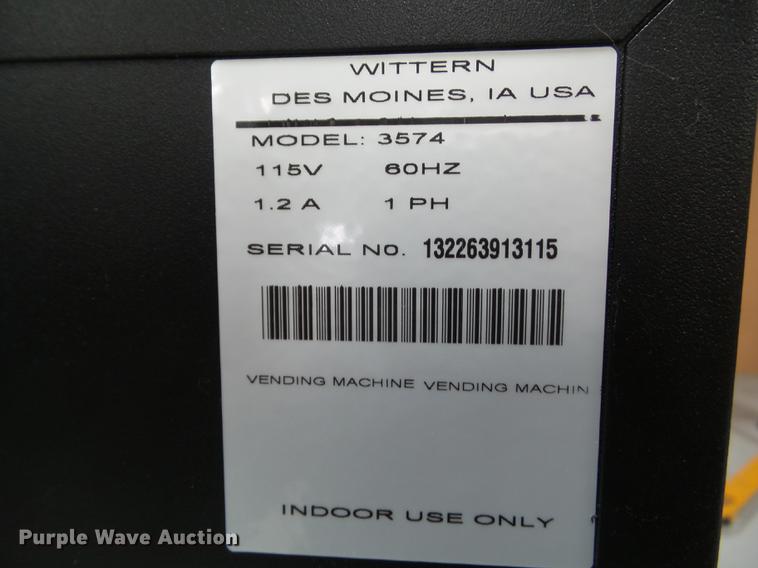 WITTERN
DES MOINES, IA USA
MODEL: 3574
115V 60HZ
1.2 A 1 PH
SERIAL NO. 132263913115
VENDING MACHINE VENDING MACHIN
INDOOR USE ONLY
Purple Wave Auction